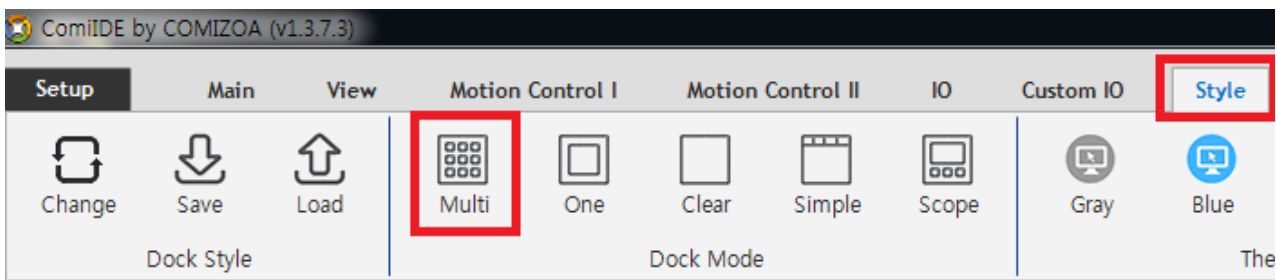 ComiIDE by COMIZOA (v1.3.7.3)
Setup Main View Motion Control I Motion Control II IO Custom IO Style
Change Save Load Multi One Clear Simple Scope Gray Blue
Dock Style Dock Mode The